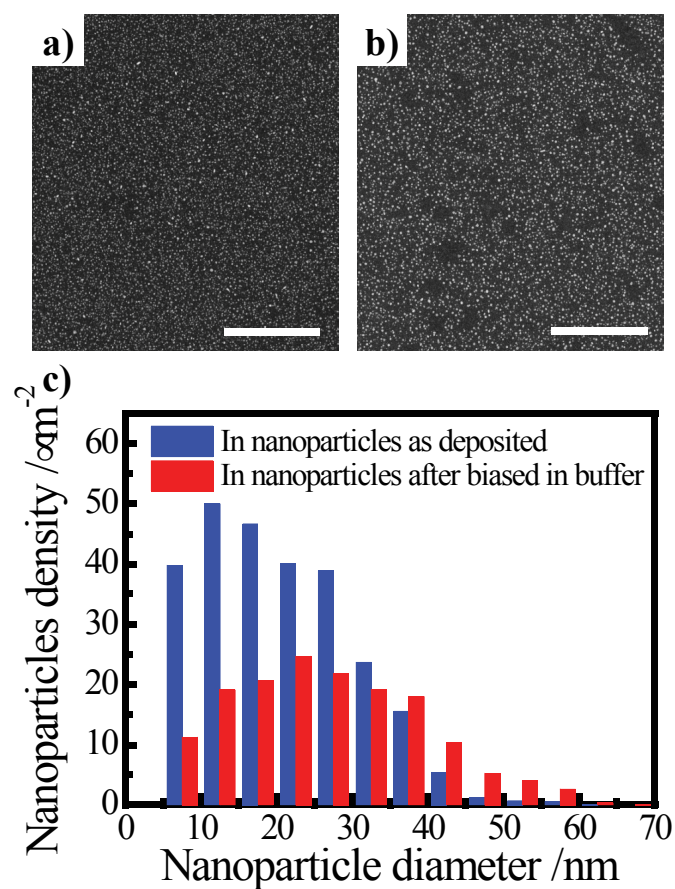 a) b)
c)
Nanoparticles density /∝m⁻²
60
50
40
30
20
10
0
In nanoparticles as deposited
In nanoparticles after biased in buffer
0 10 20 30 40 50 60 70
Nanoparticle diameter /nm